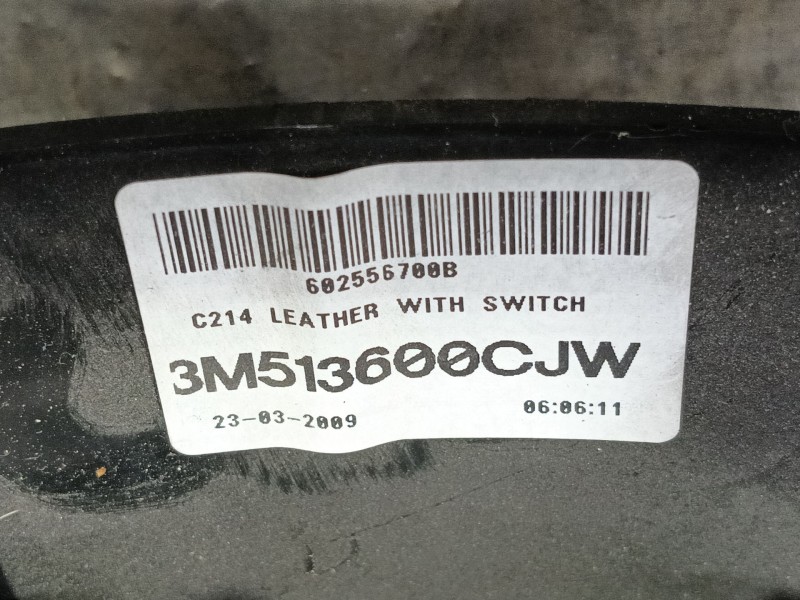 602556700B
C214 LEATHER WITH SWITCH
3M513600CJW
23-03-2009 06:06:11